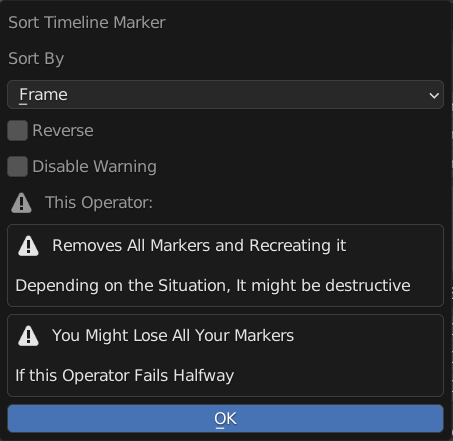 Sort Timeline Marker
Sort By
Frame
Reverse
Disable Warning
This Operator:
Removes All Markers and Recreating it
Depending on the Situation, It might be destructive
You Might Lose All Your Markers
If this Operator Fails Halfway
OK